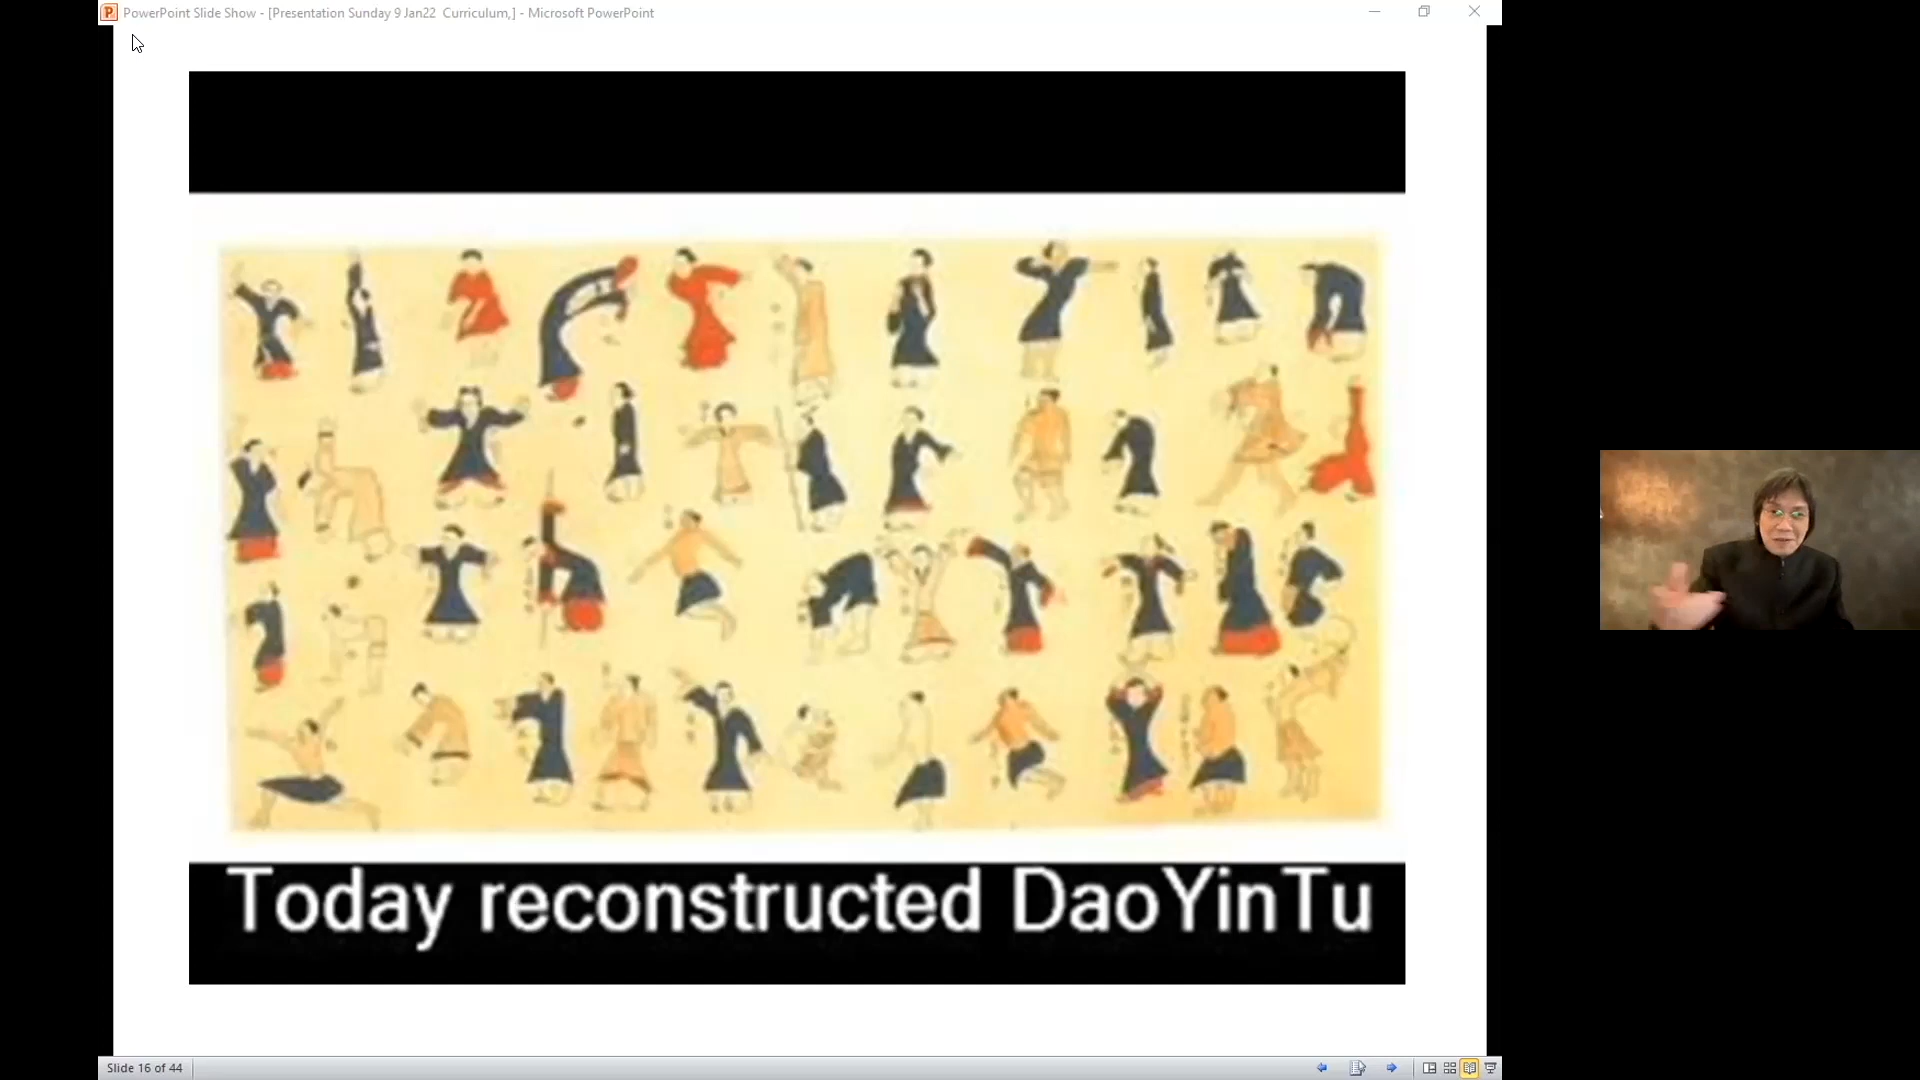 PowerPoint Slide Show - [Presentation Sunday 9 Jan22  Curriculum,] - Microsoft PowerPoint
Today reconstructed DaoYinTu
Slide 16 of 44